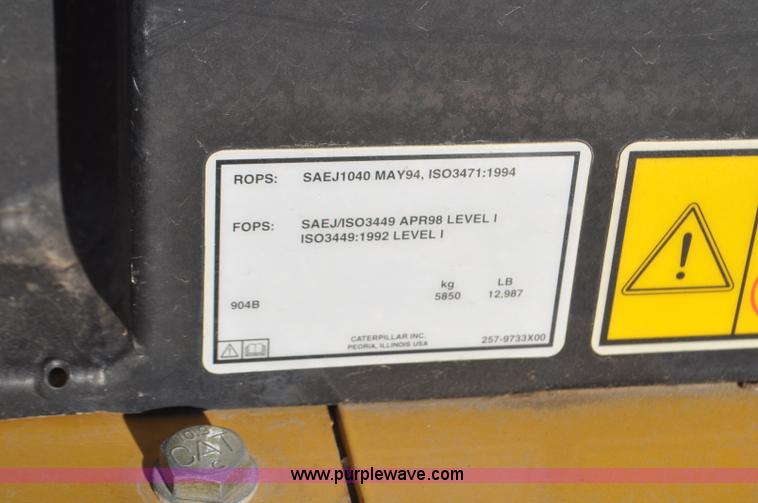 ROPS: SAEJ1040 MAY94, ISO3471:1994
FOPS: SAEJ/ISO3449 APR98 LEVEL I
ISO3449:1992 LEVEL I
kg LB
904B 5850 12,987
CATERPILLAR INC.
PEORIA, ILLINOIS USA 257-9733X00
CAT
www.purplewave.com